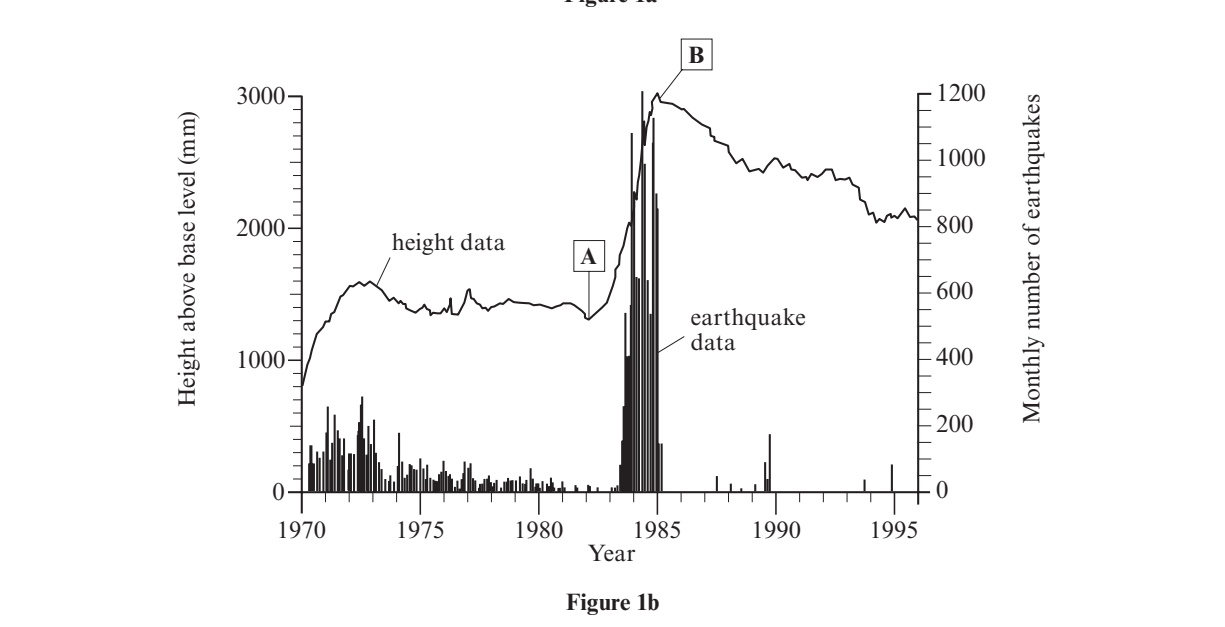 Figure 1a
B
3000
1200
1000
2000
800
height data
A
600
earthquake
data
1000
400
200
0
0
1970
1975
1980
1985
1990
1995
Year
Height above base level (mm)
Monthly number of earthquakes
Figure 1b